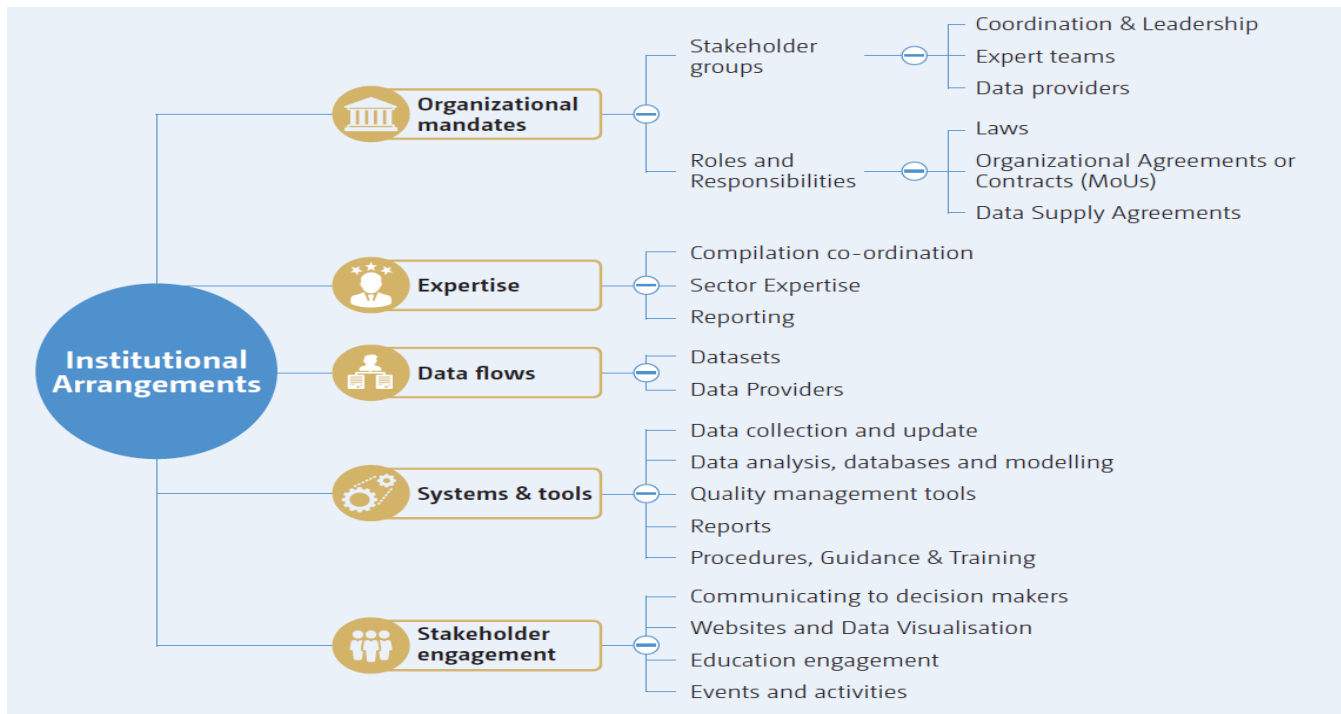 Institutional
Arrangements
Organizational
mandates
Stakeholder
groups
Coordination & Leadership
Expert teams
Data providers
Roles and
Responsibilities
Laws
Organizational Agreements or
Contracts (MoUs)
Data Supply Agreements
Expertise
Compilation co-ordination
Sector Expertise
Reporting
Data flows
Datasets
Data Providers
Systems & tools
Data collection and update
Data analysis, databases and modelling
Quality management tools
Reports
Procedures, Guidance & Training
Stakeholder
engagement
Communicating to decision makers
Websites and Data Visualisation
Education engagement
Events and activities